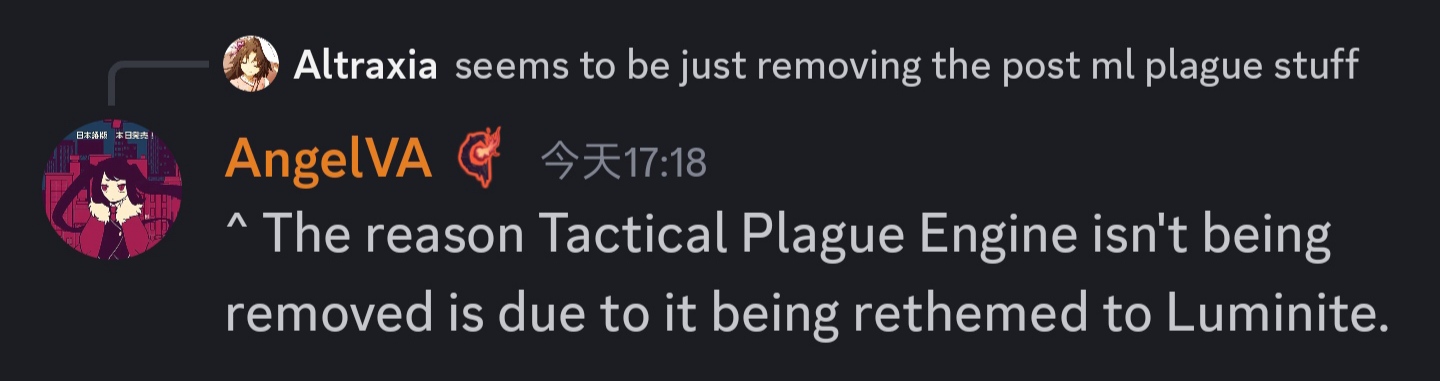 Altraxia seems to be just removing the post ml plague stuff
日本語版 本日発売!
AngelVA 今天17:18
^ The reason Tactical Plague Engine isn't being
removed is due to it being rethemed to Luminite.